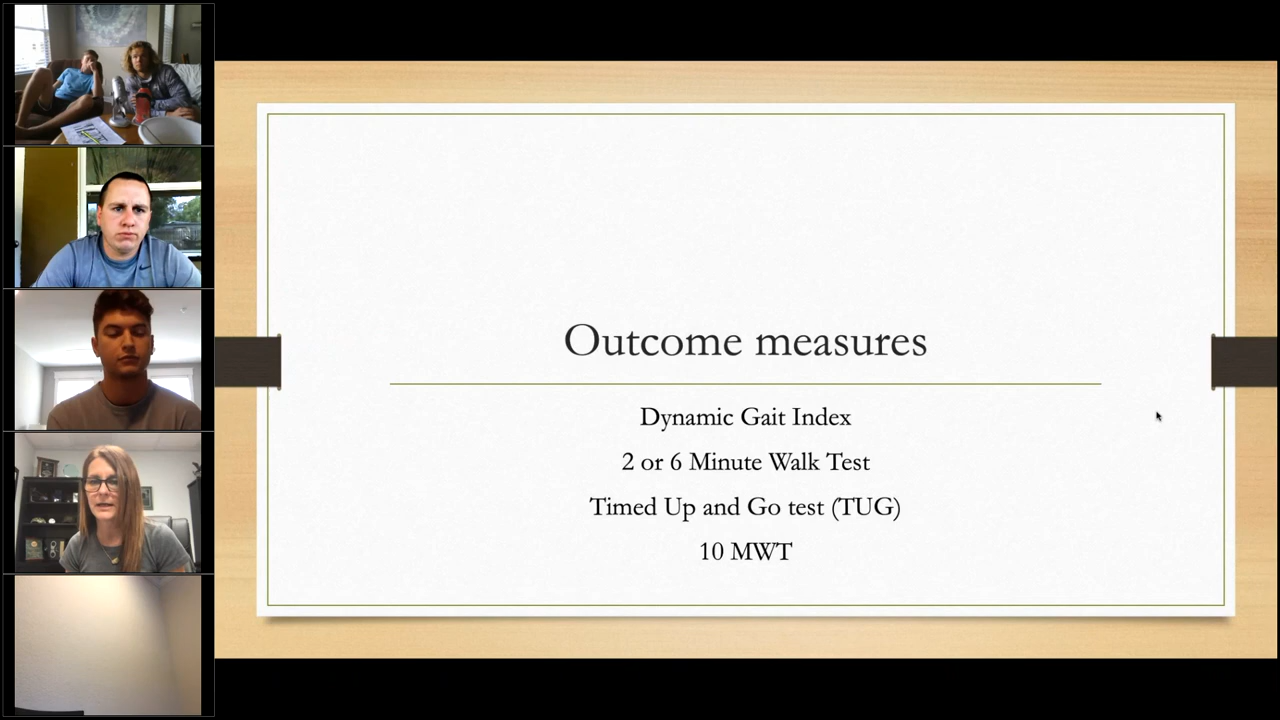 Outcome measures
Dynamic Gait Index
2 or 6 Minute Walk Test
Timed Up and Go test (TUG)
10 MWT